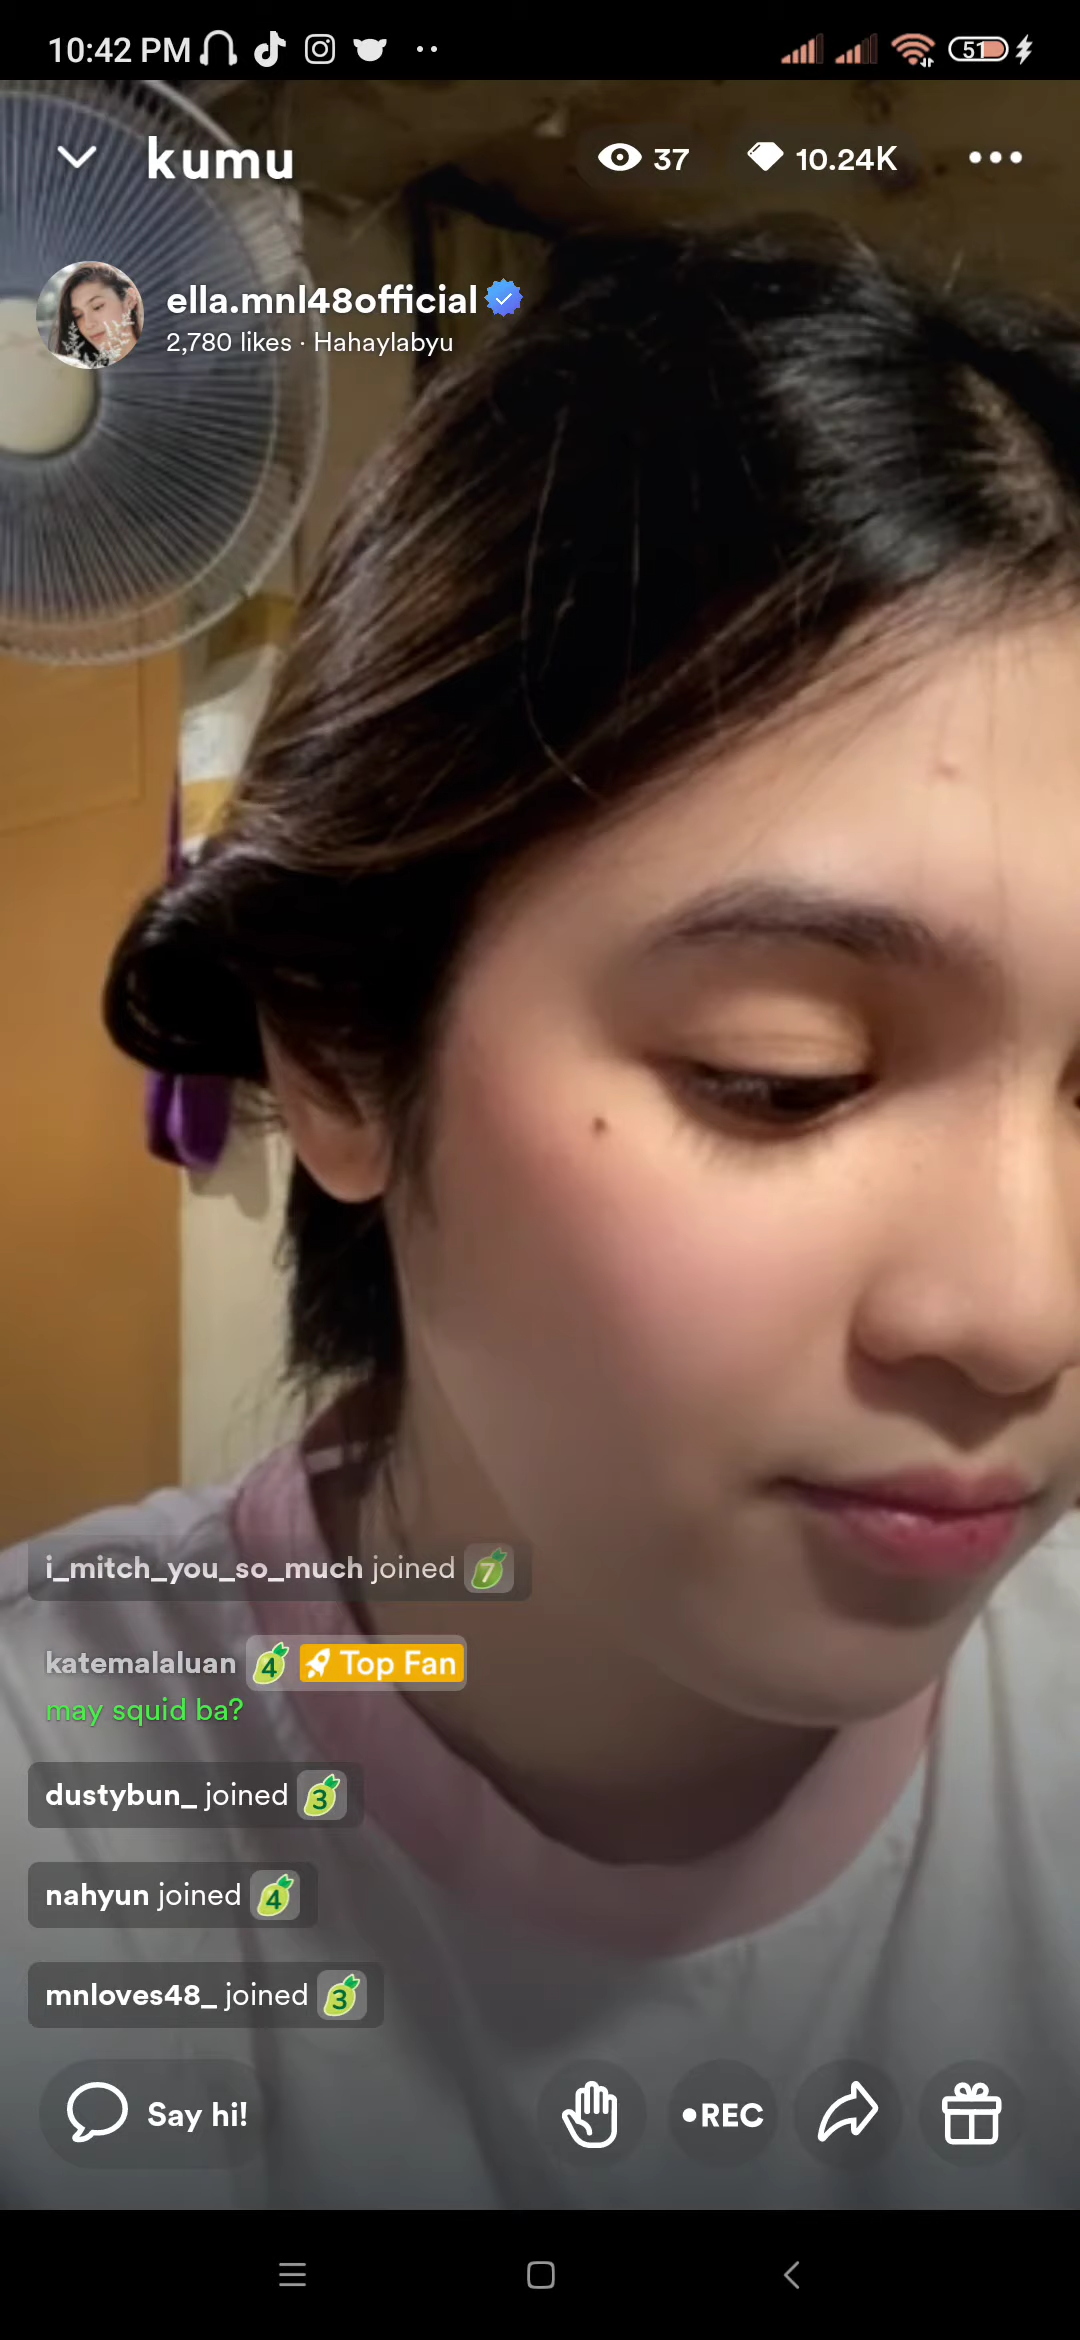 10:42 PM
51
kumu
37
10.24K
ella.mnl48official
2,780 likes · Hahaylabyu
i_mitch_you_so_much joined 7
katemalaluan 4 Top Fan
may squid ba?
dustybun_ joined 3
nahyun joined 4
mnloves48_ joined 3
Say hi!
•REC